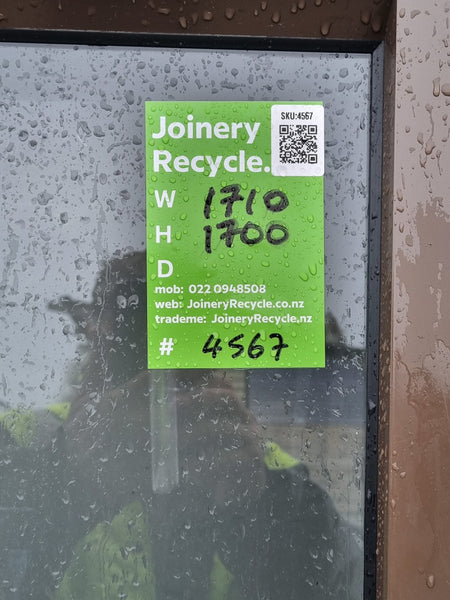 SKU:4567
Joinery
Recycle.
W 1710
H 1700
D
mob: 022 0948508
web: JoineryRecycle.co.nz
trademe: JoineryRecycle.nz
# 4567